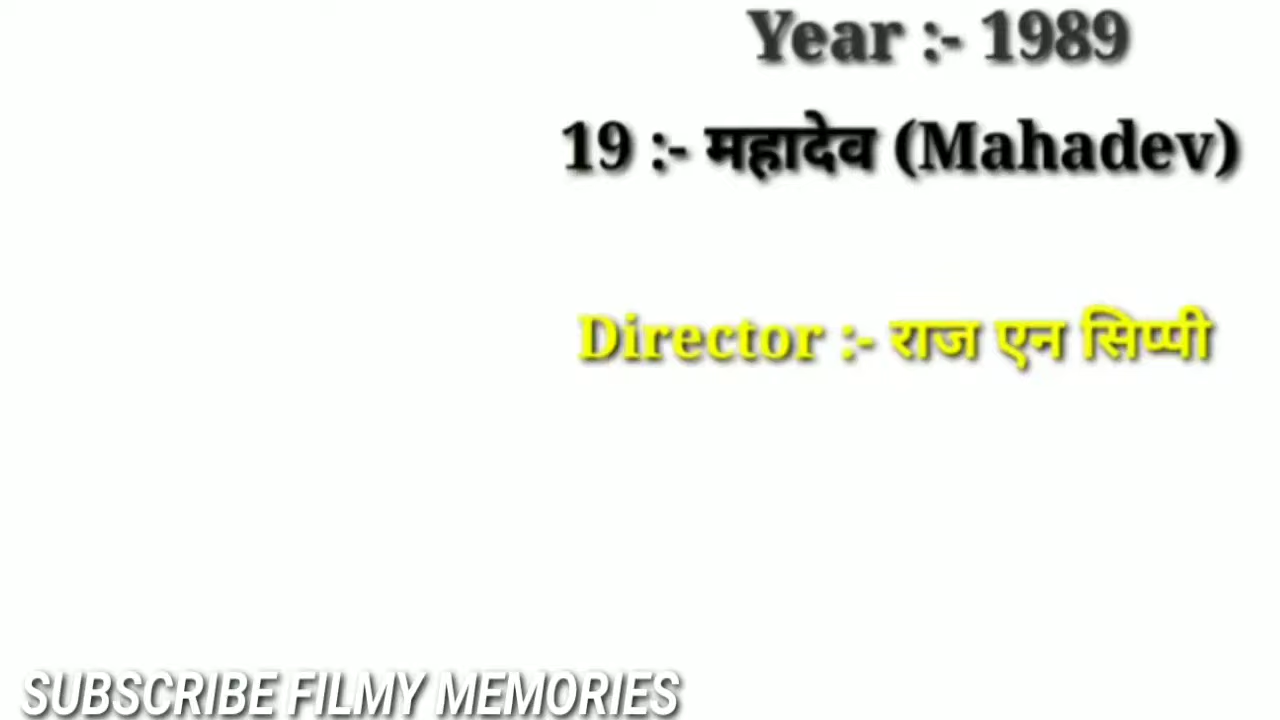 Year :- 1989
19 :- महादेव (Mahadev)
Director :- राज एन सिप्पी
SUBSCRIBE FILMY MEMORIES